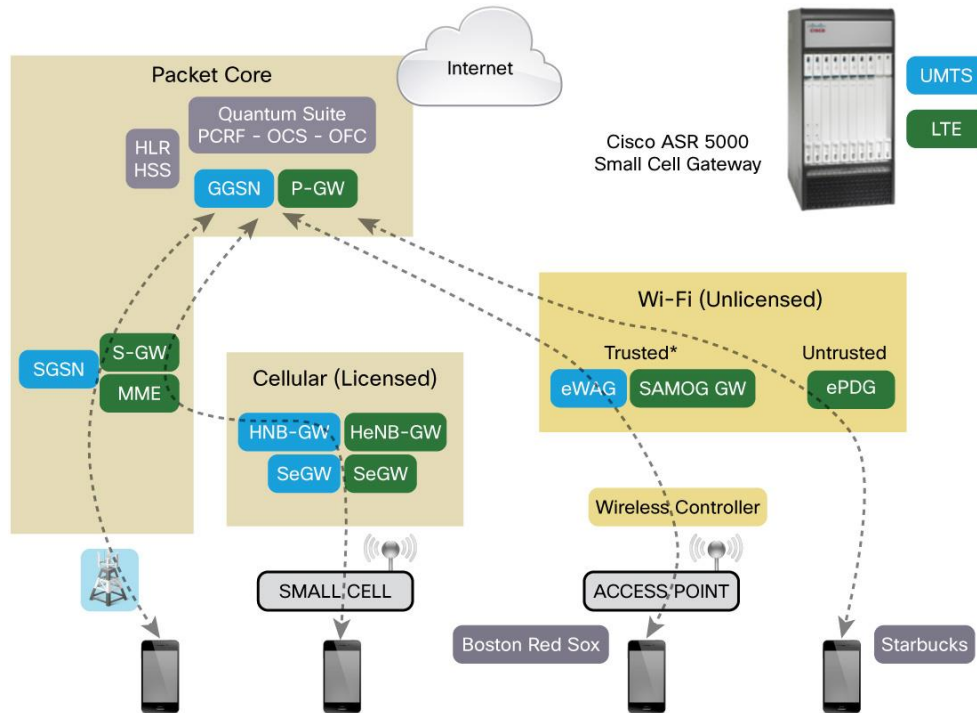 Packet Core
Internet
Quantum Suite
PCRF - OCS - OFC
HLR
HSS
GGSN
P-GW
Cisco ASR 5000
Small Cell Gateway
CISCO
UMTS
LTE
SGSN
S-GW
MME
Cellular (Licensed)
HNB-GW
HeNB-GW
SeGW
SeGW
Wi-Fi (Unlicensed)
Trusted*
Untrusted
eWAG
SAMOG GW
ePDG
Wireless Controller
SMALL CELL
ACCESS POINT
Boston Red Sox
Starbucks